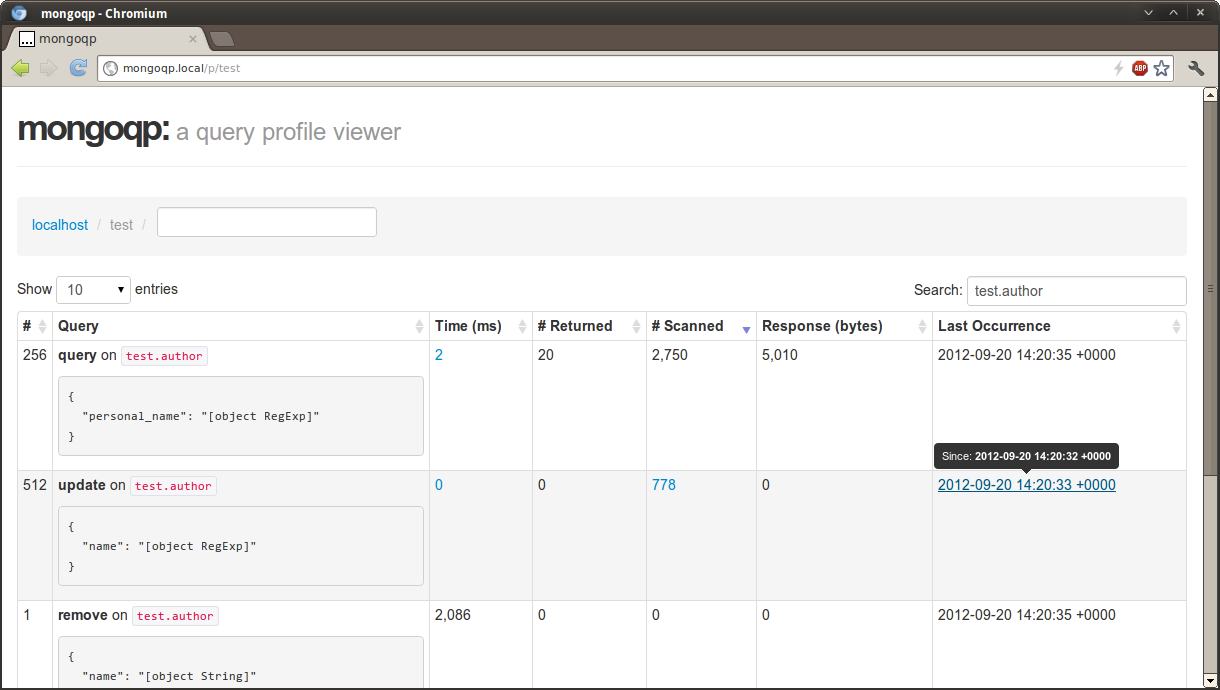 mongoqp - Chromium
mongoqp
mongoqp.local/p/test
ABP
mongoqp: a query profile viewer
localhost / test /
Show 10 entries
Search: test.author
# Query Time (ms) # Returned # Scanned Response (bytes) Last Occurrence
256 query on test.author 2 20 2,750 5,010 2012-09-20 14:20:35 +0000
{
"personal_name": "[object RegExp]"
}
Since: 2012-09-20 14:20:32 +0000
512 update on test.author 0 0 778 0 2012-09-20 14:20:33 +0000
{
"name": "[object RegExp]"
}
1 remove on test.author 2,086 0 0 0 2012-09-20 14:20:35 +0000
{
"name": "[object String]"